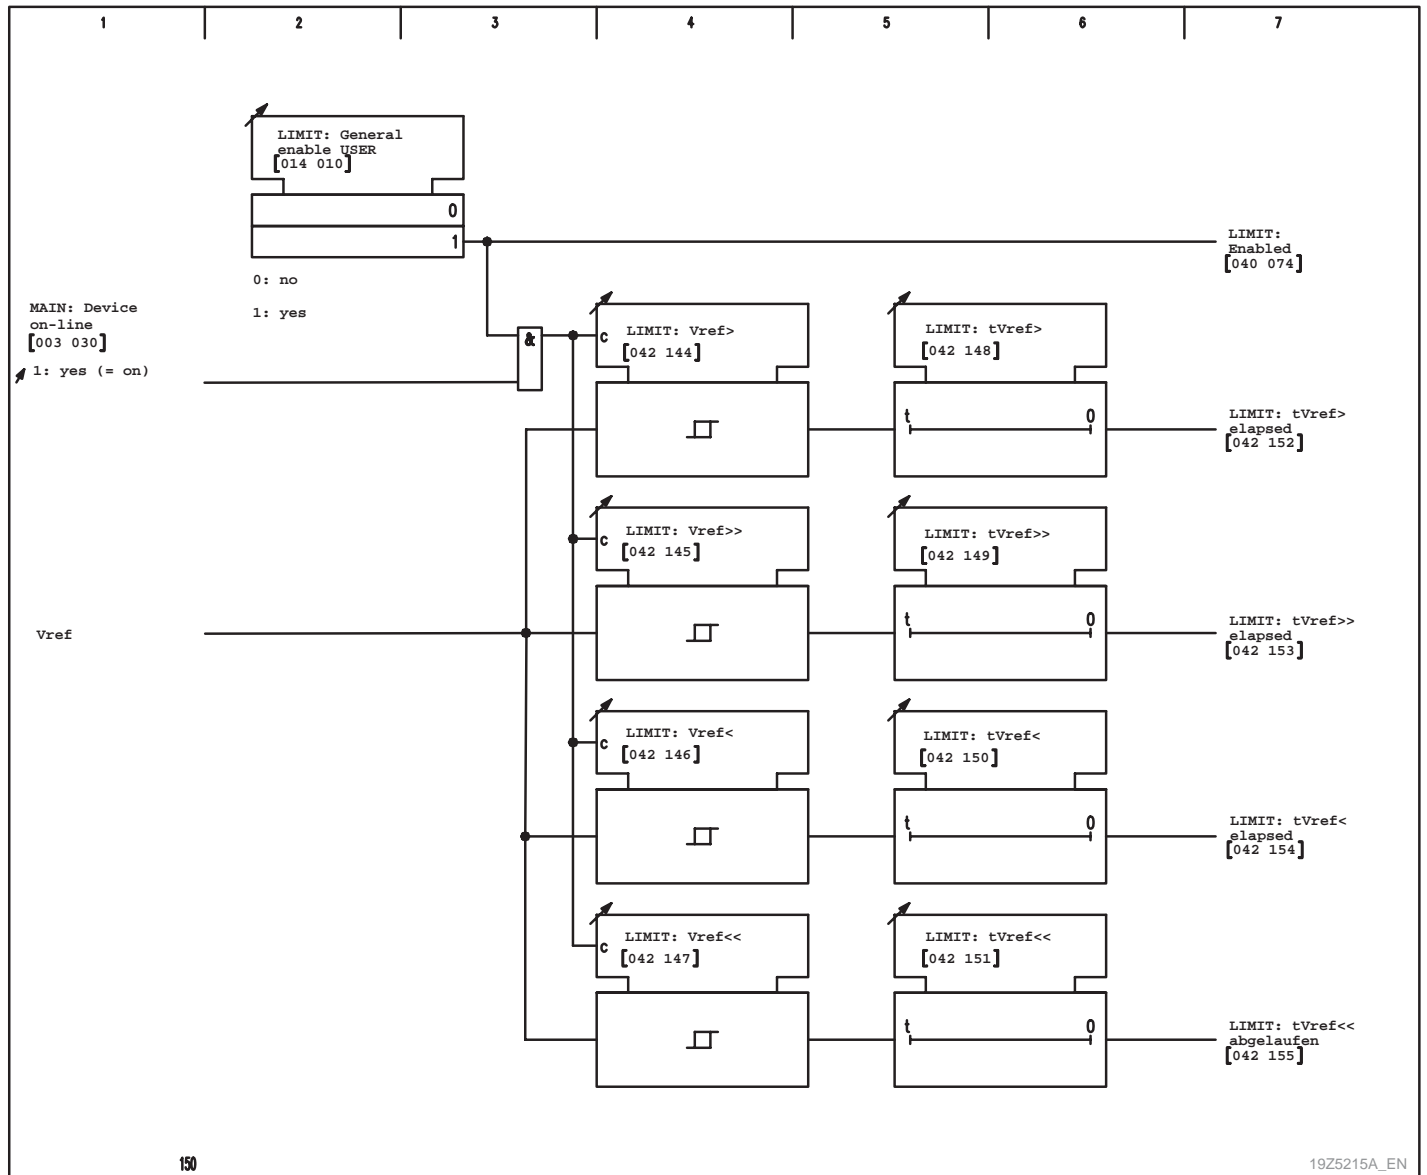 1 2 3 4 5 6 7
LIMIT: General
enable USER
[014 010]
0
1
0: no
1: yes
LIMIT:
Enabled
[040 074]
MAIN: Device
on-line
[003 030]
1: yes (= on)
&
c
LIMIT: Vref>
[042 144]
LIMIT: tVref>
[042 148]
t 0
LIMIT: tVref>
elapsed
[042 152]
c
LIMIT: Vref>>
[042 145]
LIMIT: tVref>>
[042 149]
Vref
t 0
LIMIT: tVref>>
elapsed
[042 153]
c
LIMIT: Vref<
[042 146]
LIMIT: tVref<
[042 150]
t 0
LIMIT: tVref<
elapsed
[042 154]
c
LIMIT: Vref<<
[042 147]
LIMIT: tVref<<
[042 151]
t 0
LIMIT: tVref<<
abgelaufen
[042 155]
150
19Z5215A_EN